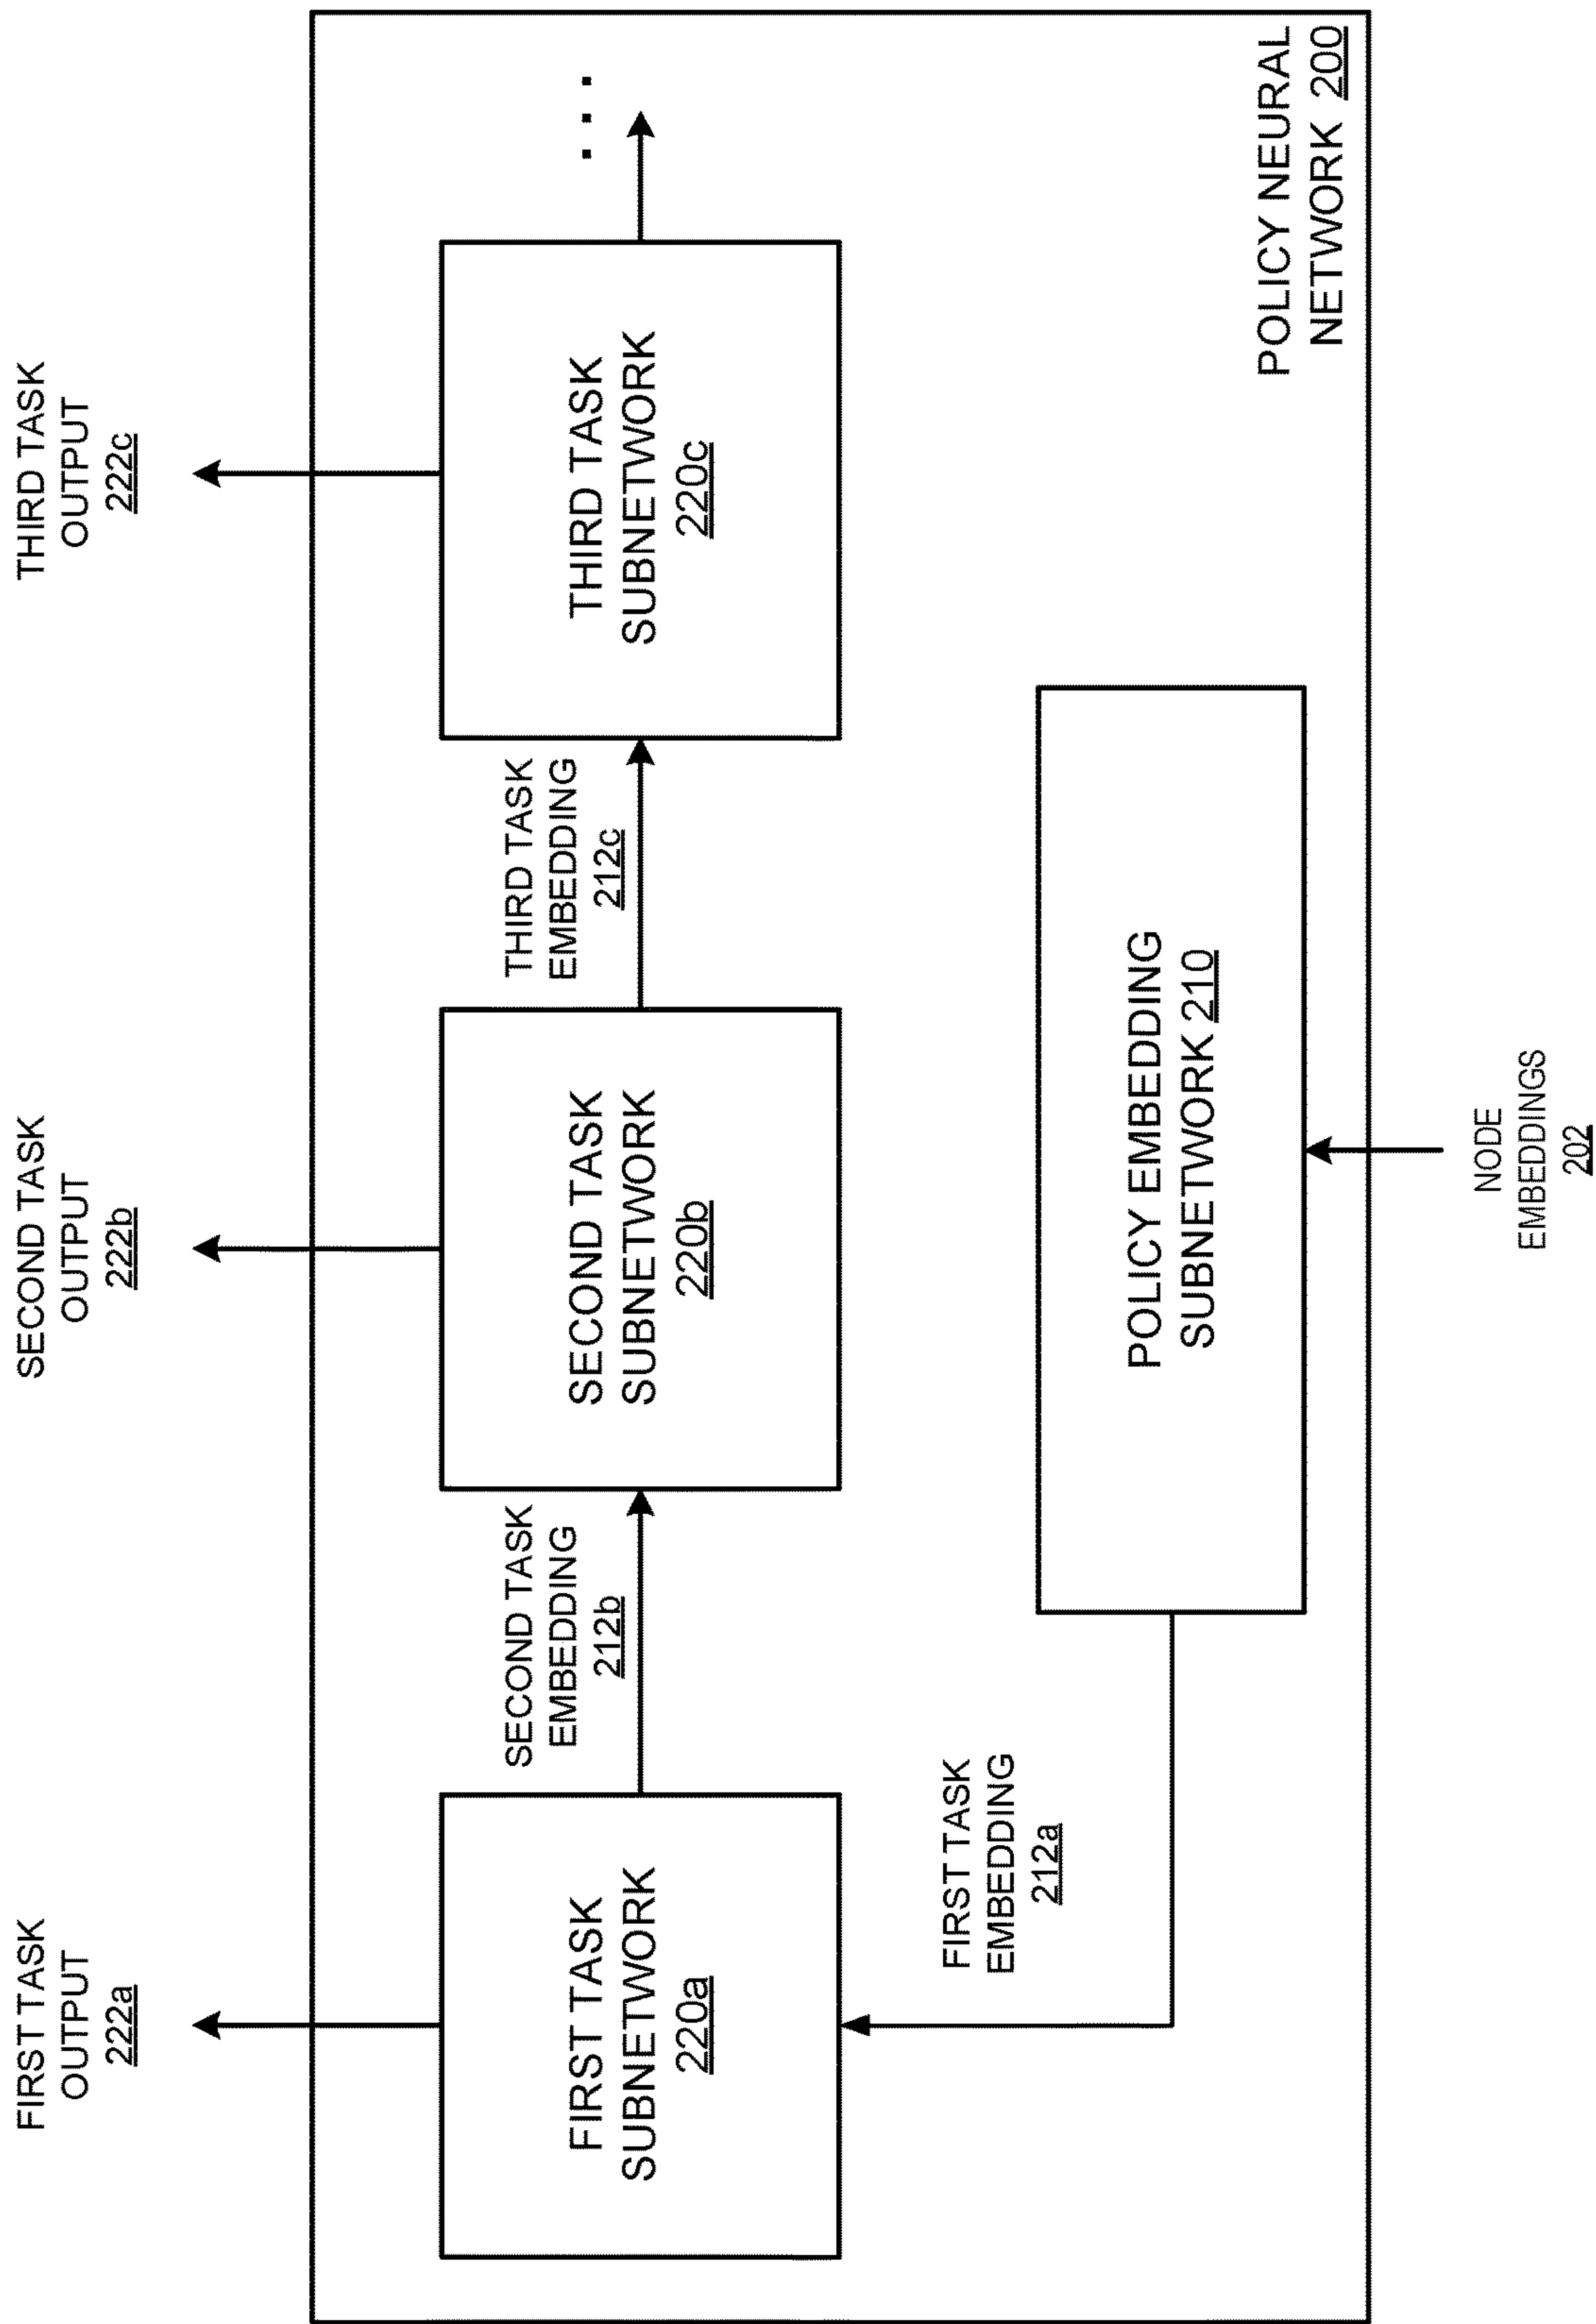 FIRST TASK
OUTPUT
222a
SECOND TASK
OUTPUT
222b
THIRD TASK
OUTPUT
222c
FIRST TASK
SUBNETWORK
220a
SECOND TASK
EMBEDDING
212b
SECOND TASK
SUBNETWORK
220b
THIRD TASK
EMBEDDING
212c
THIRD TASK
SUBNETWORK
220c
. . .
FIRST TASK
EMBEDDING
212a
POLICY EMBEDDING
SUBNETWORK 210
POLICY NEURAL
NETWORK 200
NODE
EMBEDDINGS
202